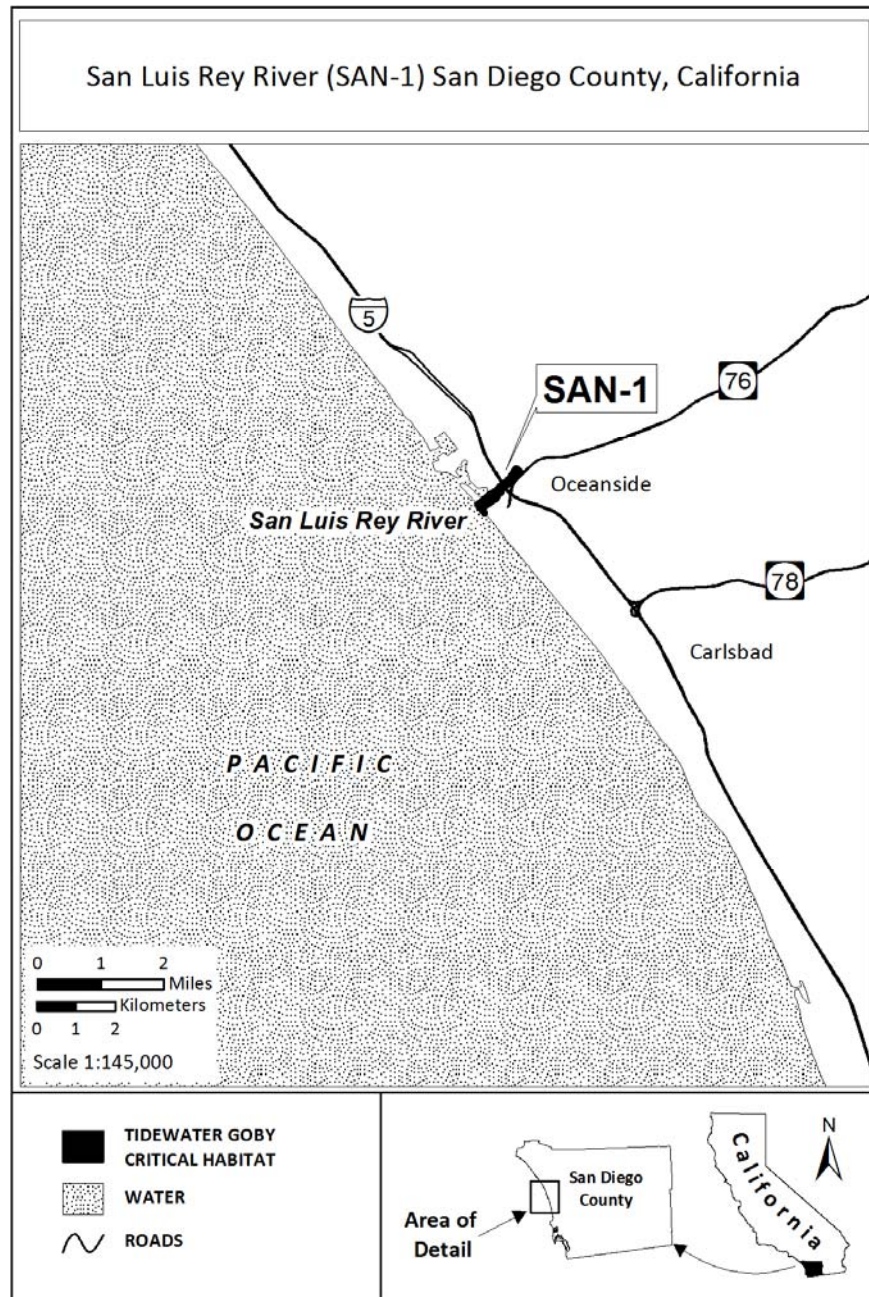 San Luis Rey River (SAN-1) San Diego County, California
5
76
SAN-1
Oceanside
San Luis Rey River
78
Carlsbad
PACIFIC
OCEAN
0 1 2
Miles
Kilometers
0 1 2
Scale 1:145,000
TIDEWATER GOBY
CRITICAL HABITAT
WATER
ROADS
San Diego
County
Area of
Detail
California
N